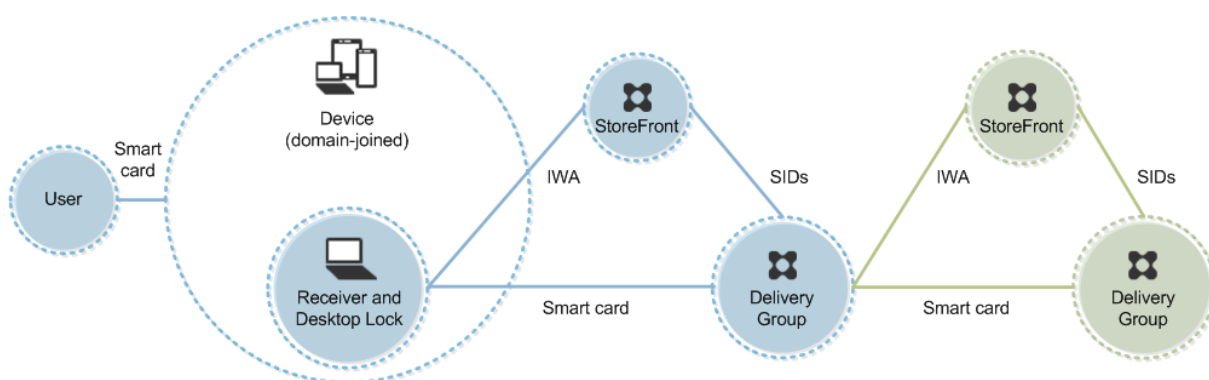 Device
(domain-joined)
Smart
card
User
Receiver and
Desktop Lock
IWA
StoreFront
SIDs
Smart card
Delivery
Group
IWA
StoreFront
SIDs
Smart card
Delivery
Group